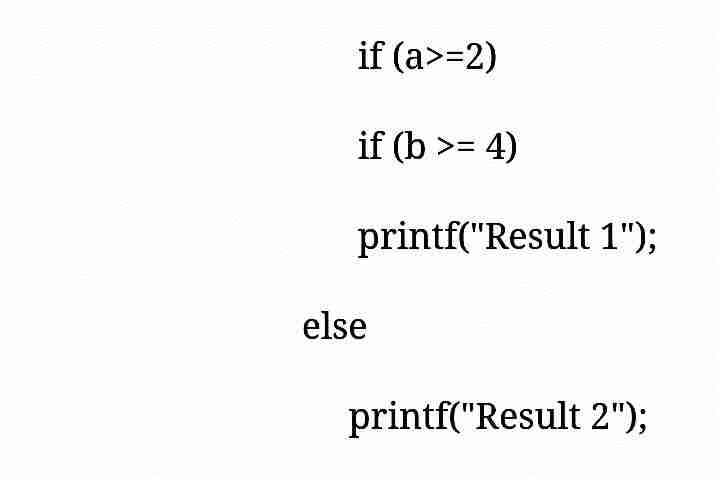 if (a>=2)
if (b >= 4)
printf("Result 1");
else
printf("Result 2");